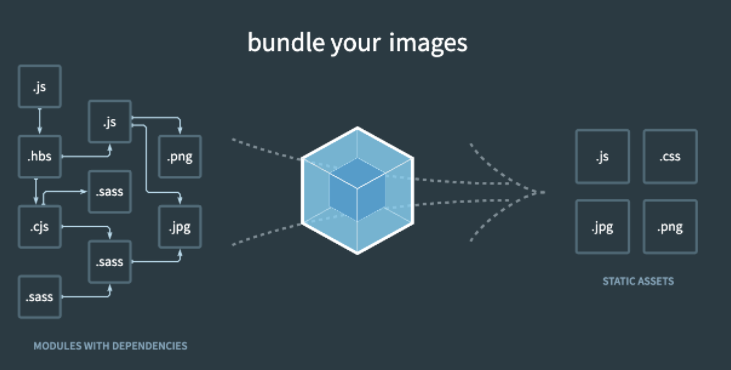 bundle your images
.js
.js
.hbs
.png
.sass
.cjs
.jpg
.sass
.sass
MODULES WITH DEPENDENCIES
.js
.css
.jpg
.png
STATIC ASSETS